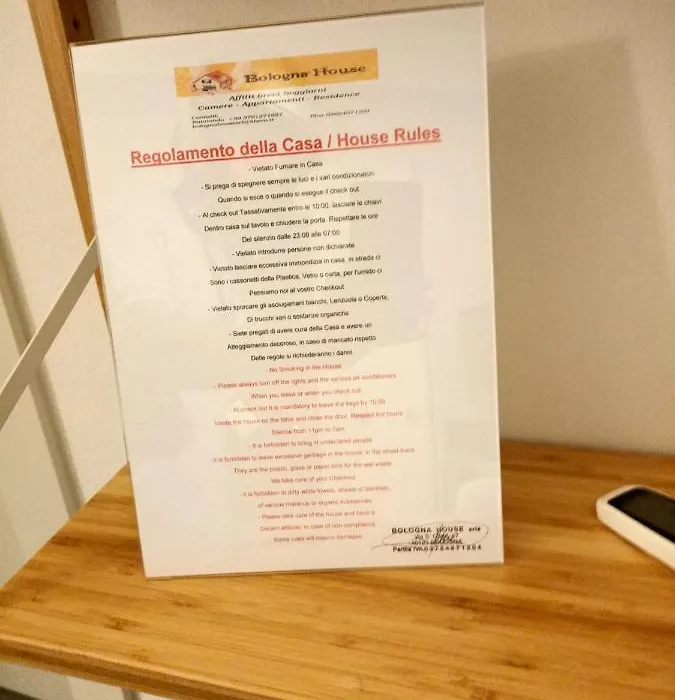 Bologna House
Affitti brevi Soggiorni
Camere - Appartamenti - Residence
Contatti
Regolamento della Casa / House Rules
- Vietato Fumare in Casa
- Si prega di spegnere sempre le luci e i vari condizionatori
Quando si esce o quando si esegue il check out
- Al check out Tassativamente entro le 10:00, lasciare le chiavi
Dentro casa sul tavolo e chiudere la porta. Rispettare le ore
Del silenzio dalle 23:00 alle 07:00
- Vietato introdurre persone non dichiarate
- Vietato lasciare eccessiva immondizia in casa, in strada ci
Sono i cassonetti della Plastica, Vetro o carta, per l'umido ci
Pensiamo noi al vostro Checkout
- Vietato sporcare gli asciugamani bianchi, Lenzuola o Coperte,
Di trucchi vari o sostanze organiche
- Siete pregati di avere cura della Casa e avere un
Atteggiamento decoroso, in caso di mancato rispetto
Delle regole si richiederanno i danni.
- No Smoking in the House
- Please always turn off the lights and the various air conditioners
When you leave or when you check out
- At check out it is mandatory to leave the keys by 10:00
Inside the house on the table and close the door. Respect the hours
Silence from 11pm to 7am
- It is forbidden to bring in undeclared people
- It is forbidden to leave excessive garbage in the house, in the street there
They are the plastic, glass or paper bins for the wet waste
We take care of your Checkout
- It is forbidden to dirty white towels, sheets or blankets,
of various make-up or organic substances
- Please take care of the house and have a
Decent attitude, in case of non-compliance
Some rules will require damages.
BOLOGNA HOUSE srls
Partita IVA